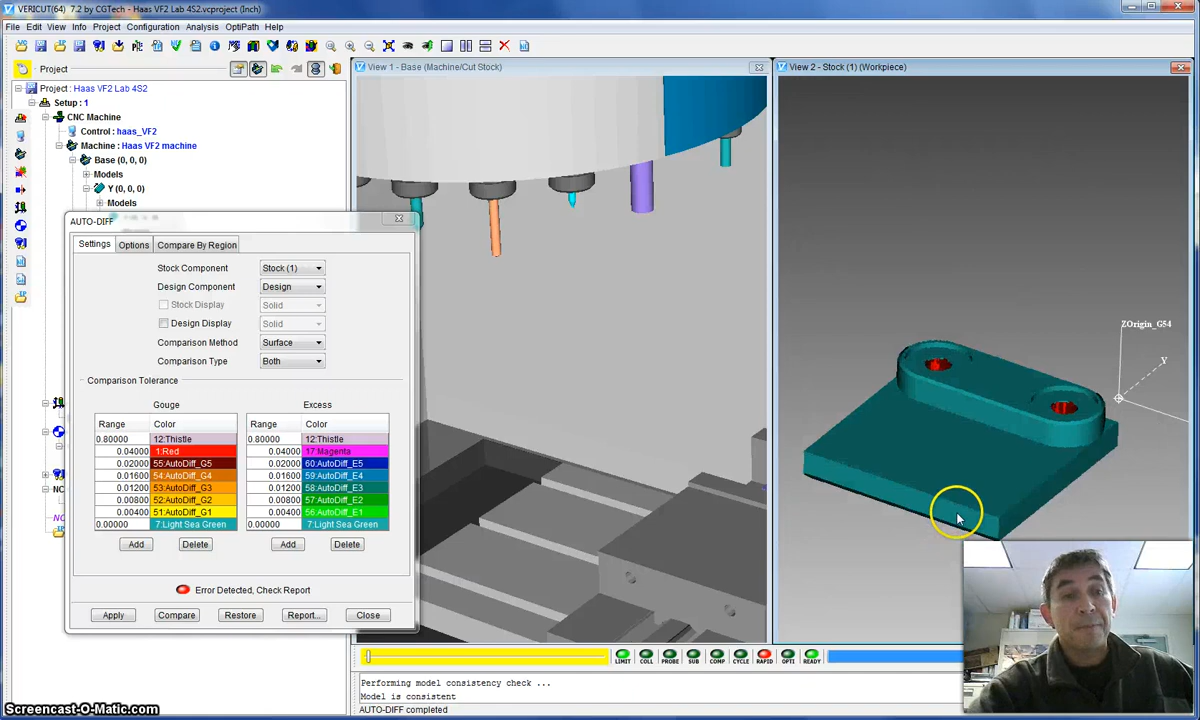 VERICUT(64) 7.2 by CGTech - Haas VF2 Lab 4S2.vcproject (Inch)
File Edit View Info Project Configuration Analysis OptiPath Help
Project
View 1 - Base (Machine/Cut Stock)
View 2 - Stock (1) (Workpiece)
Project : Haas VF2 Lab 4S2
Setup : 1
CNC Machine
Control : haas_VF2
Machine : Haas VF2 machine
Base (0, 0, 0)
Models
Y (0, 0, 0)
Models
AUTO-DIFF
Settings Options Compare By Region
Stock Component Stock (1)
Design Component Design
Stock Display Solid
Design Display Solid
Comparison Method Surface
Comparison Type Both
Comparison Tolerance
Gouge Excess
Range Color Range Color
0.80000 12:Thistle 0.80000 12:Thistle
0.04000 1:Red 0.04000 17:Magenta
0.02000 55:AutoDiff_G5 0.02000 60:AutoDiff_E5
0.01600 54:AutoDiff_G4 0.01600 59:AutoDiff_E4
0.01200 53:AutoDiff_G3 0.01200 58:AutoDiff_E3
0.00800 52:AutoDiff_G2 0.00800 57:AutoDiff_E2
0.00400 51:AutoDiff_G1 0.00400 56:AutoDiff_E1
0.00000 7:Light Sea Green 0.00000 7:Light Sea Green
Add Delete Add Delete
Error Detected, Check Report
Apply Compare Restore Report... Close
NC
ZOrigin_G54
Y
LIMIT COLL PROBE SUB COMP CYCLE RAPID OPTI READY
Performing model consistency check ...
Model is consistent
AUTO-DIFF completed
Screencast-O-Matic.com